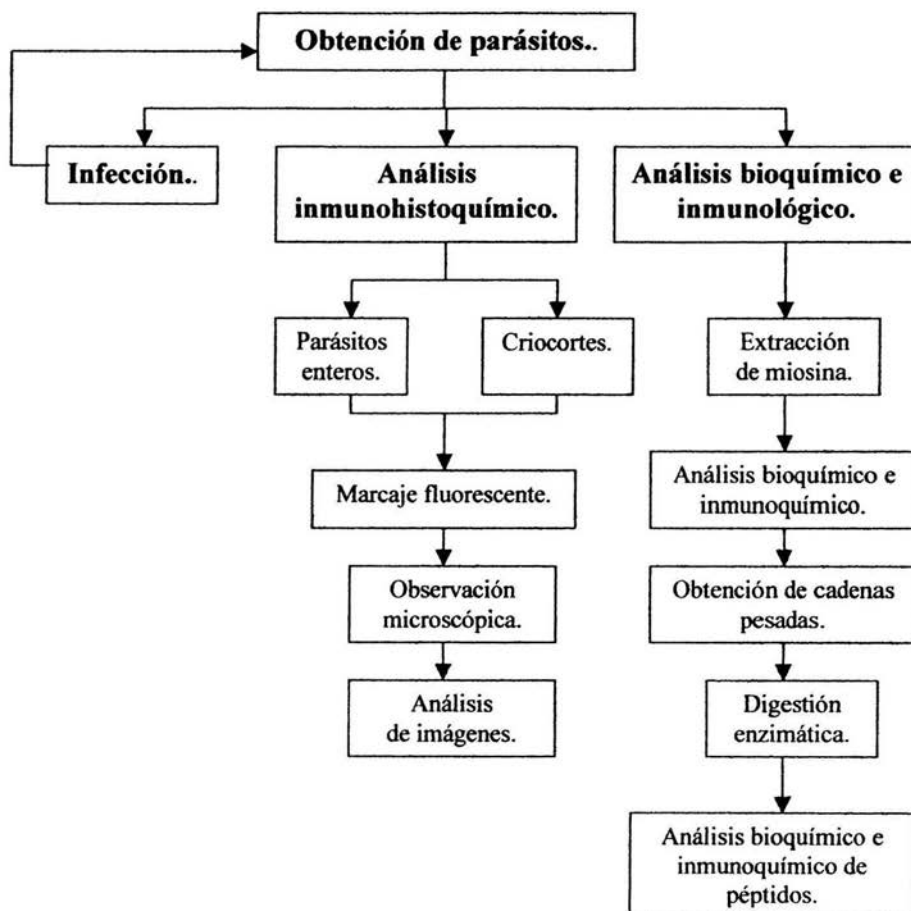 Obtención de parásitos..
Infección..
Análisis
inmunohistoquímico.
Análisis bioquímico e
inmunológico.
Parásitos
enteros.
Criocortes.
Extracción
de miosina.
Marcaje fluorescente.
Análisis bioquímico e
inmunoquímico.
Observación
microscópica.
Obtención de cadenas
pesadas.
Análisis
de imágenes.
Digestión
enzimática.
Análisis bioquímico e
inmunoquímico de
péptidos.